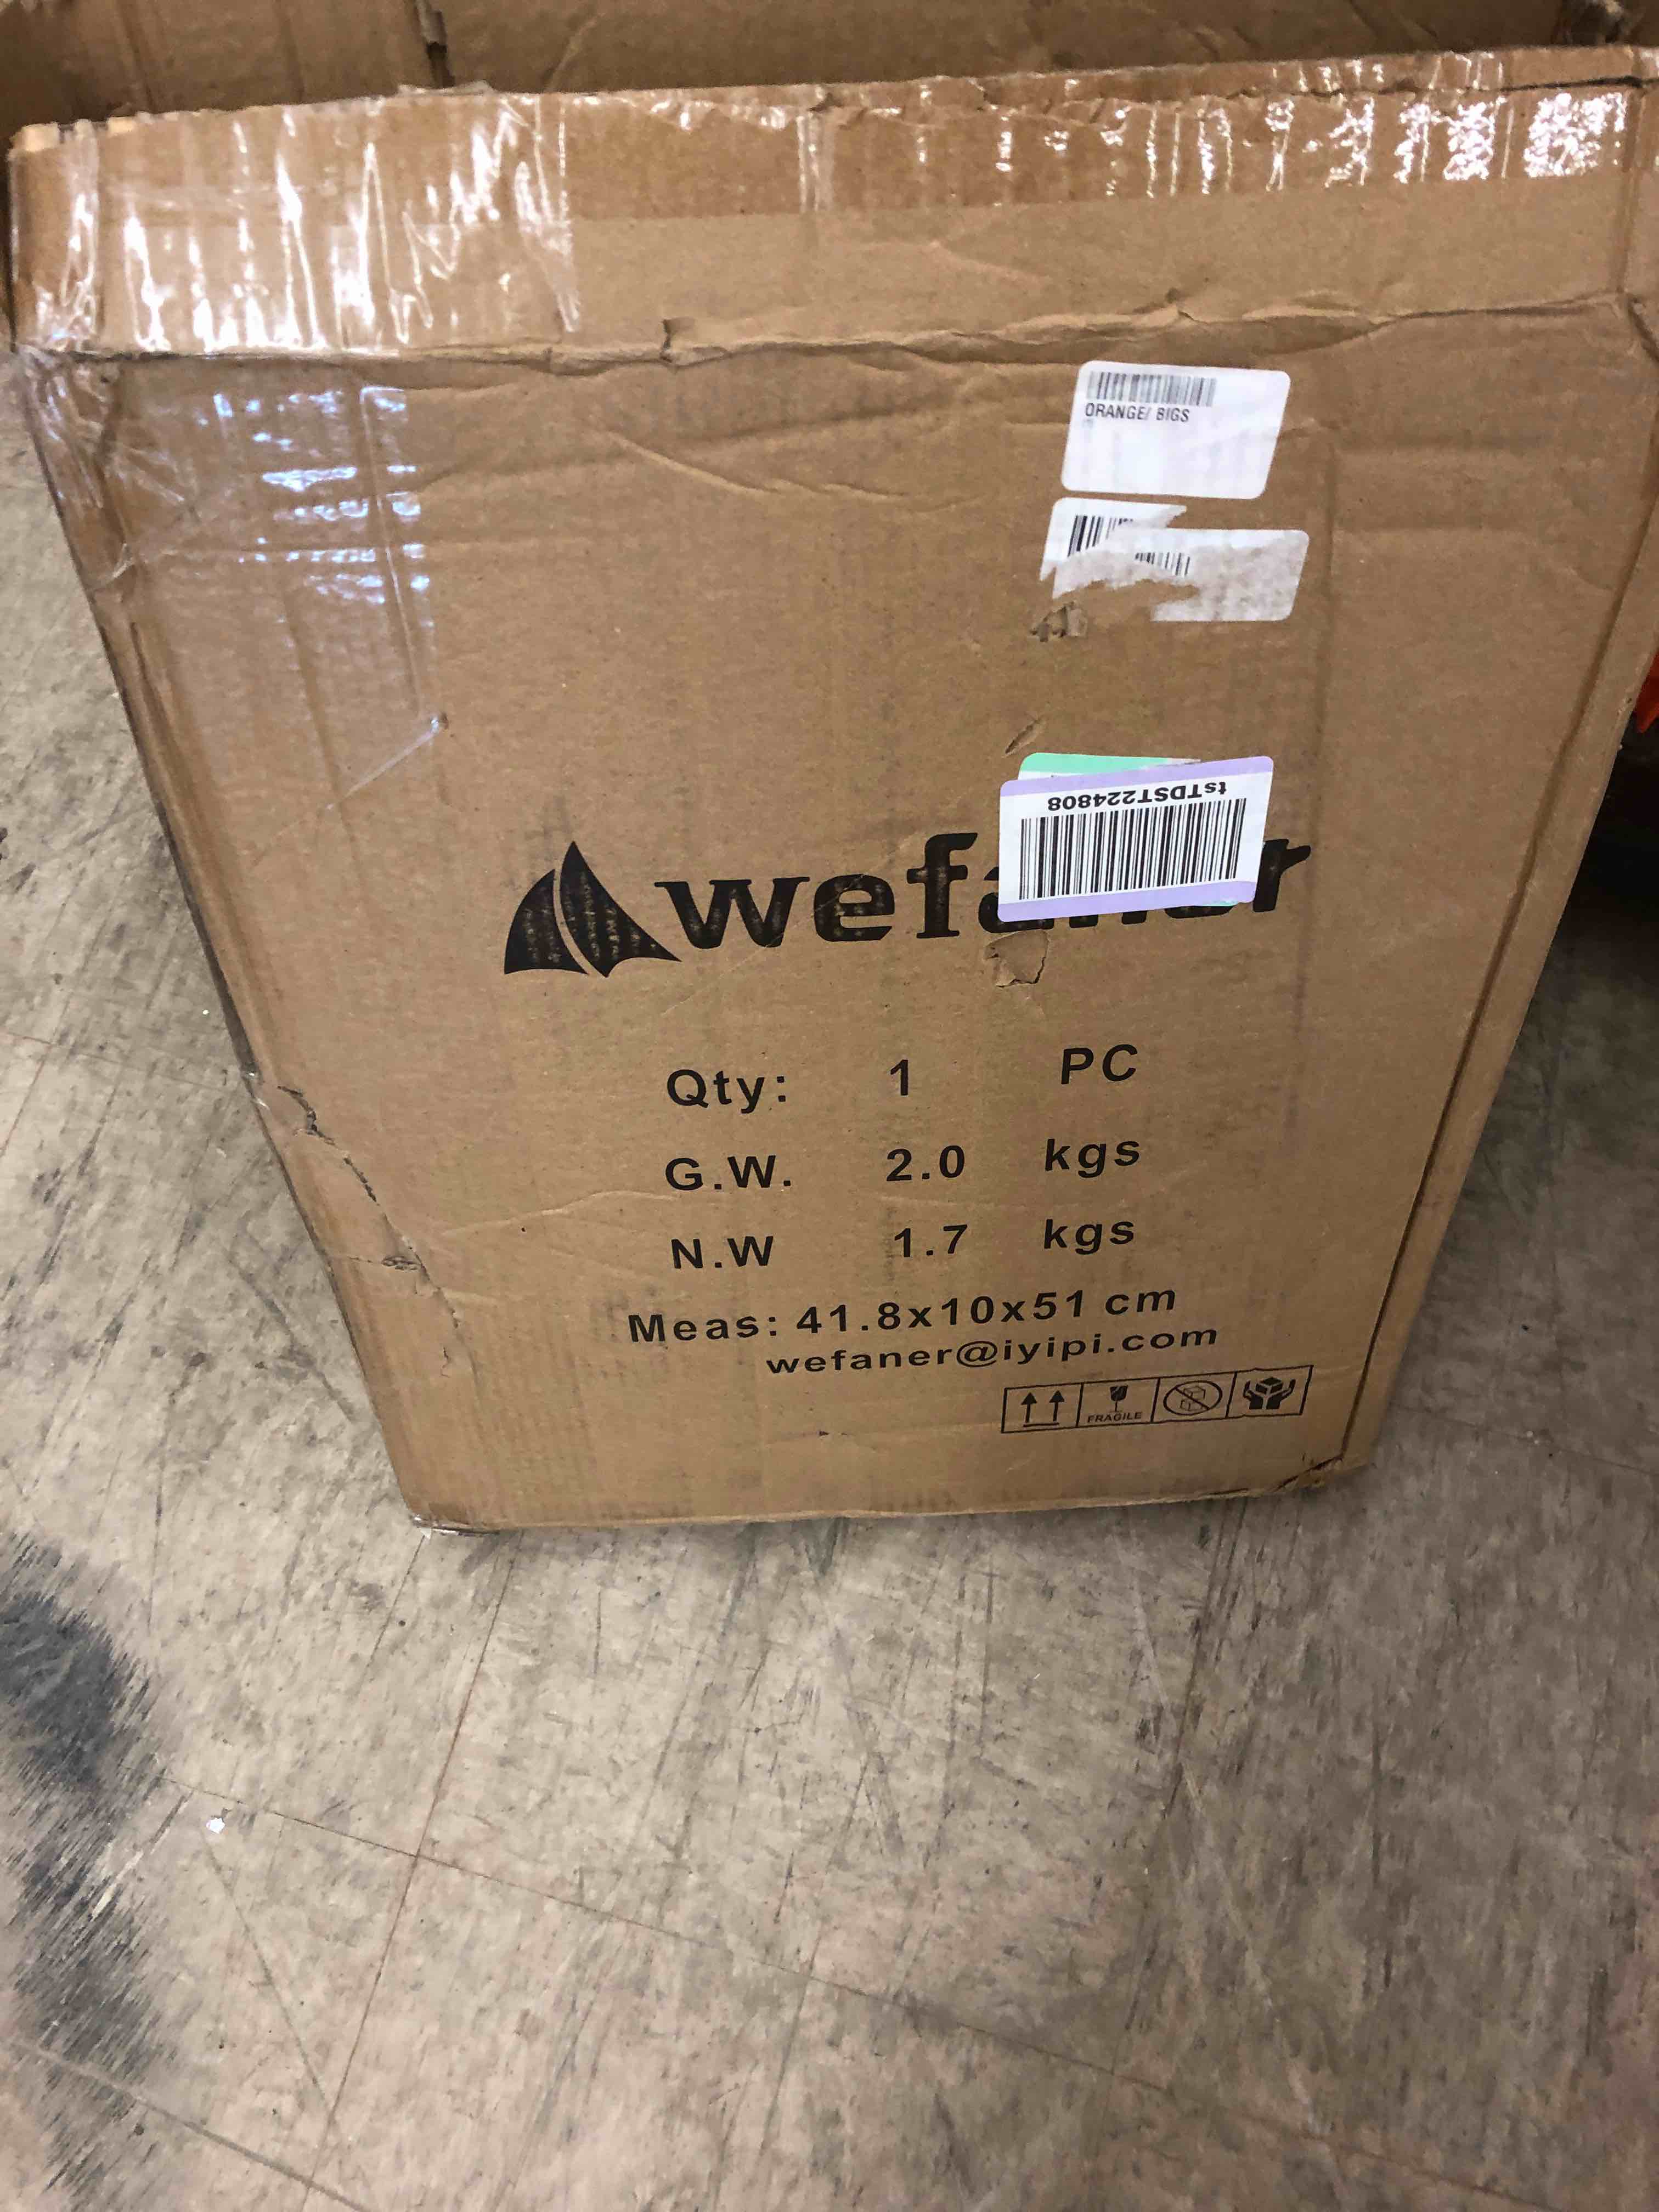 ORANGE/ BIGS
tsTDST224808
wefaner
Qty: 1 PC
G.W. 2.0 kgs
N.W 1.7 kgs
Meas: 41.8x10x51 cm
wefaner@iyipi.com
FRAGILE